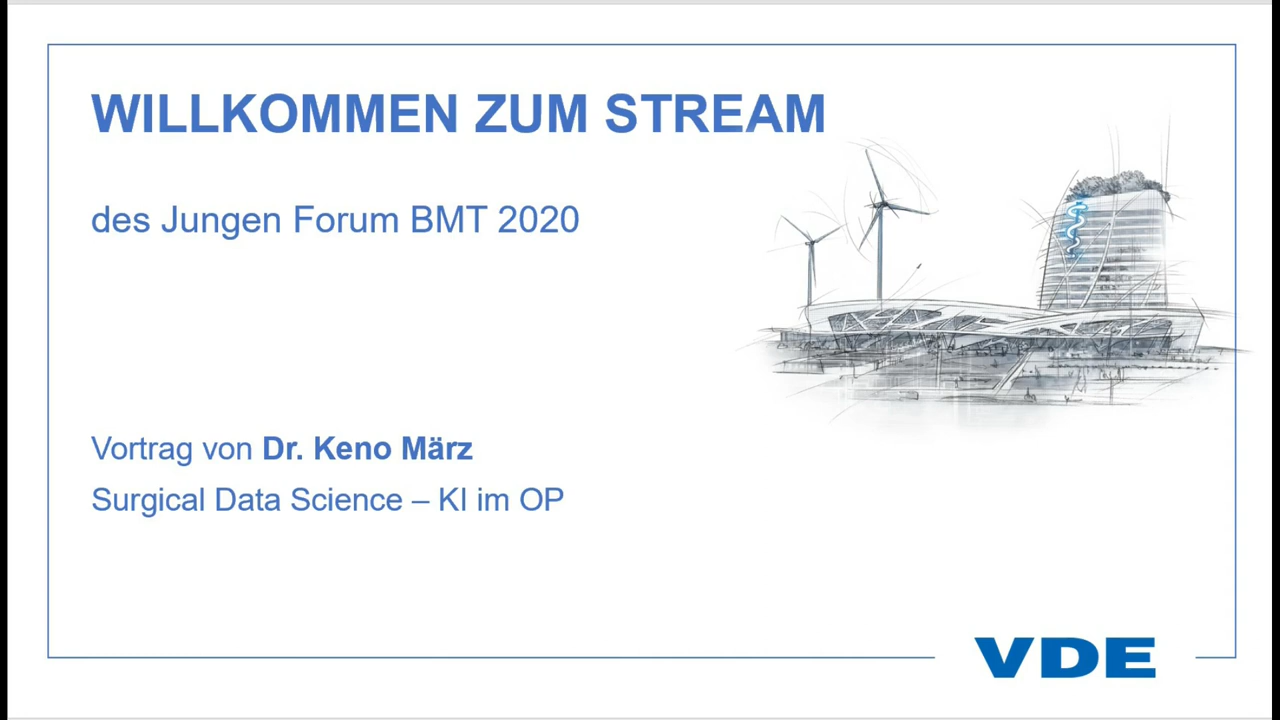 WILLKOMMEN ZUM STREAM
des Jungen Forum BMT 2020
Vortrag von Dr. Keno März
Surgical Data Science – KI im OP
VDE